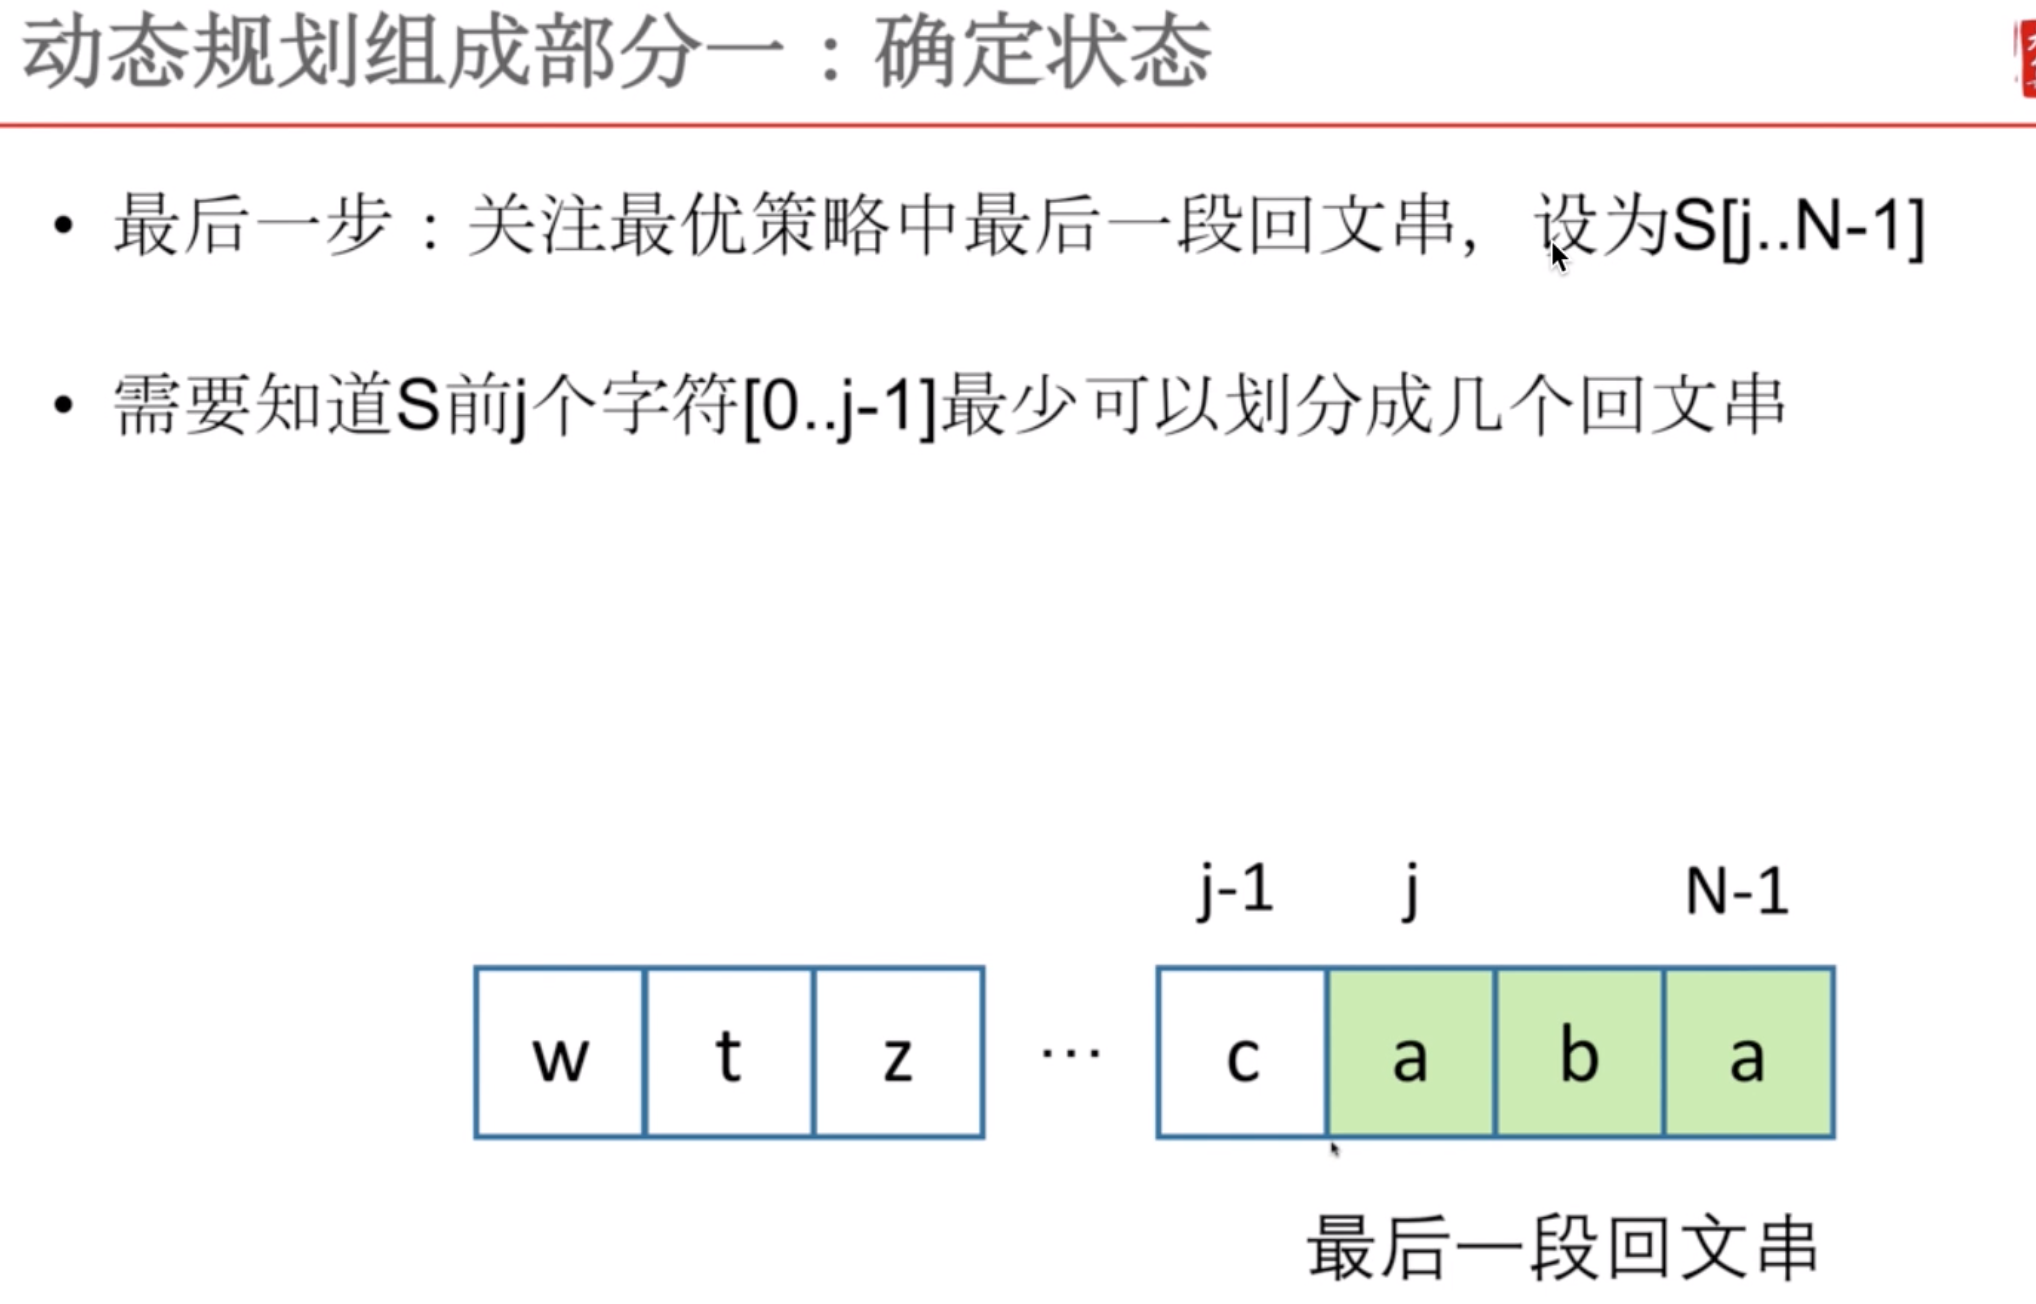 动态规划组成部分一：确定状态
• 最后一步：关注最优策略中最后一段回文串， 设为S[j..N-1]
• 需要知道S前j个字符[0..j-1]最少可以划分成几个回文串
j-1 j N-1
w t z … c a b a
最后一段回文串